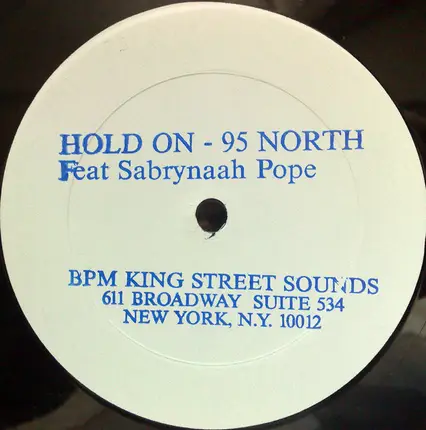 HOLD ON - 95 NORTH
Feat Sabrynaah Pope
BPM KING STREET SOUNDS
611 BROADWAY SUITE 534
NEW YORK, N.Y. 10012